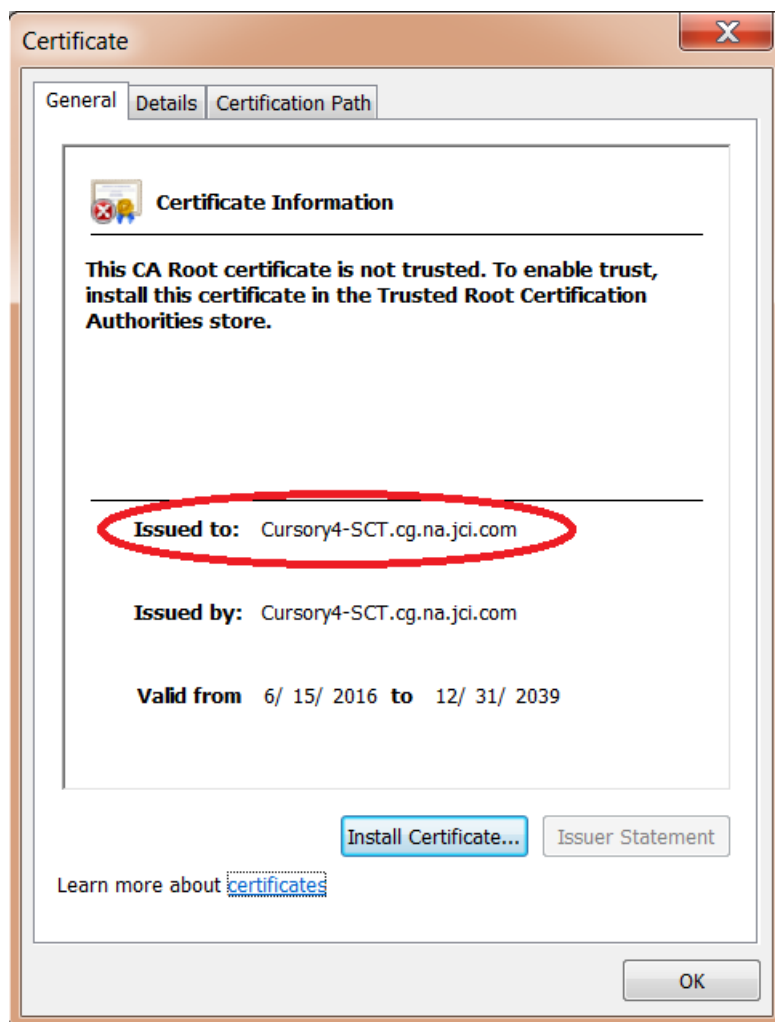 Certificate
X
General Details Certification Path
Certificate Information
This CA Root certificate is not trusted. To enable trust,
install this certificate in the Trusted Root Certification
Authorities store.
Issued to: Cursory4-SCT.cg.na.jci.com
Issued by: Cursory4-SCT.cg.na.jci.com
Valid from 6/ 15/ 2016 to 12/ 31/ 2039
Install Certificate... Issuer Statement
Learn more about certificates
OK